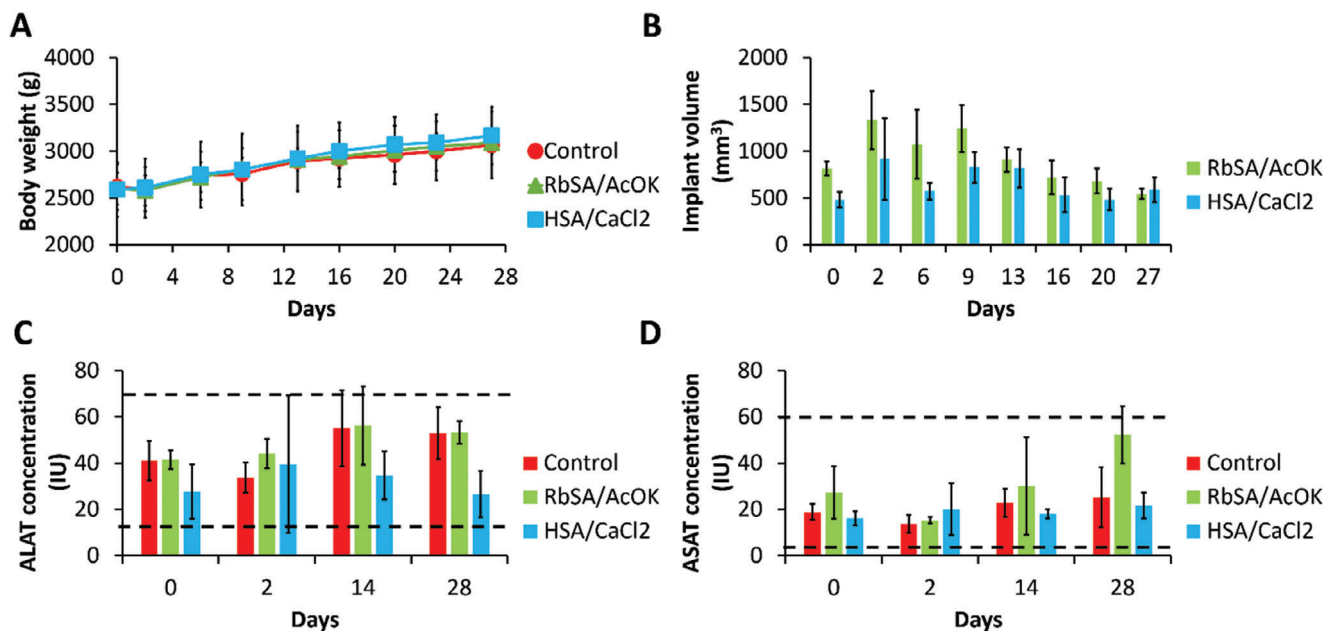 A
Body weight (g)
4000
3500
3000
2500
2000
0 4 8 12 16 20 24 28
Days
Control
RbSA/AcOK
HSA/CaCl2
B
Implant volume
(mm³)
2000
1500
1000
500
0
0 2 6 9 13 16 20 27
Days
RbSA/AcOK
HSA/CaCl2
C
ALAT concentration
(IU)
80
60
40
20
0
0 2 14 28
Days
Control
RbSA/AcOK
HSA/CaCl2
D
ASAT concentration
(IU)
80
60
40
20
0
0 2 14 28
Days
Control
RbSA/AcOK
HSA/CaCl2